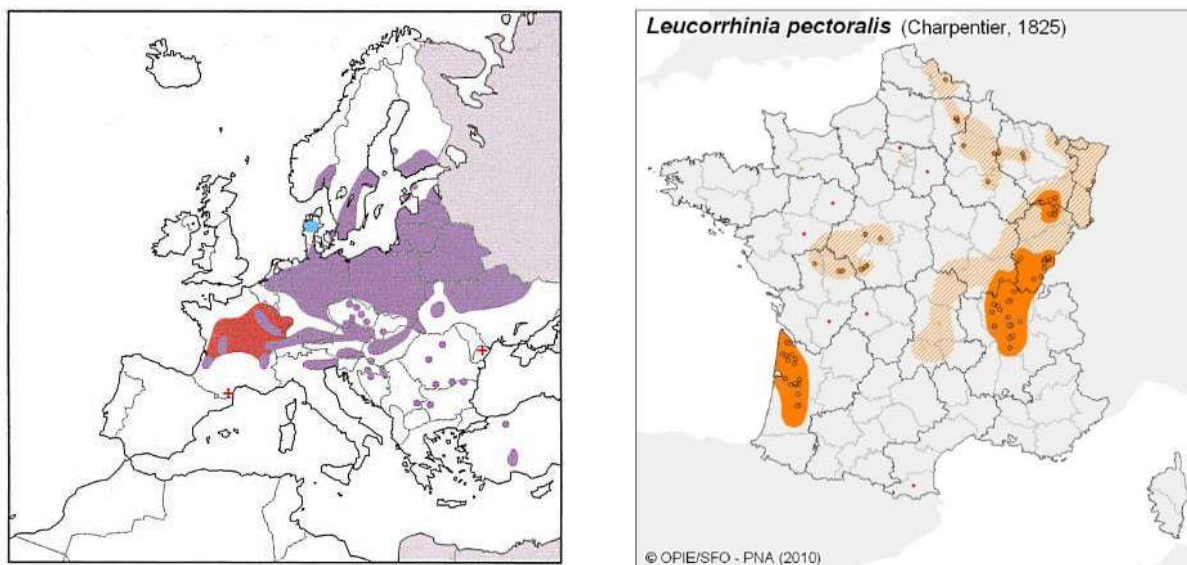 Leucorrhinia pectoralis (Charpentier, 1825)
© OPIE/SFO - PNA (2010)